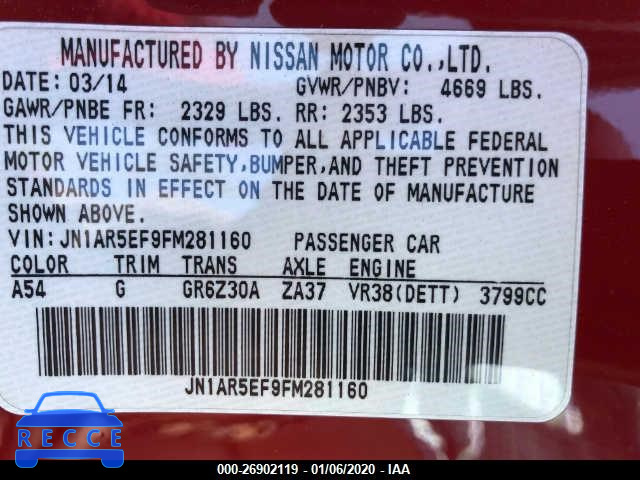 MANUFACTURED BY NISSAN MOTOR CO.,LTD.
DATE: 03/14 GVWR/PNBV: 4669 LBS.
GAWR/PNBE FR: 2329 LBS. RR: 2353 LBS.
THIS VEHICLE CONFORMS TO ALL APPLICABLE FEDERAL
MOTOR VEHICLE SAFETY,BUMPER,AND THEFT PREVENTION
STANDARDS IN EFFECT ON THE DATE OF MANUFACTURE
SHOWN ABOVE.
VIN:JN1AR5EF9FM281160 PASSENGER CAR
COLOR TRIM TRANS AXLE ENGINE
A54 G GR6Z30A ZA37 VR38(DETT) 3799CC
JN1AR5EF9FM281160
RECCE
000-26902119 - 01/06/2020 - IAA